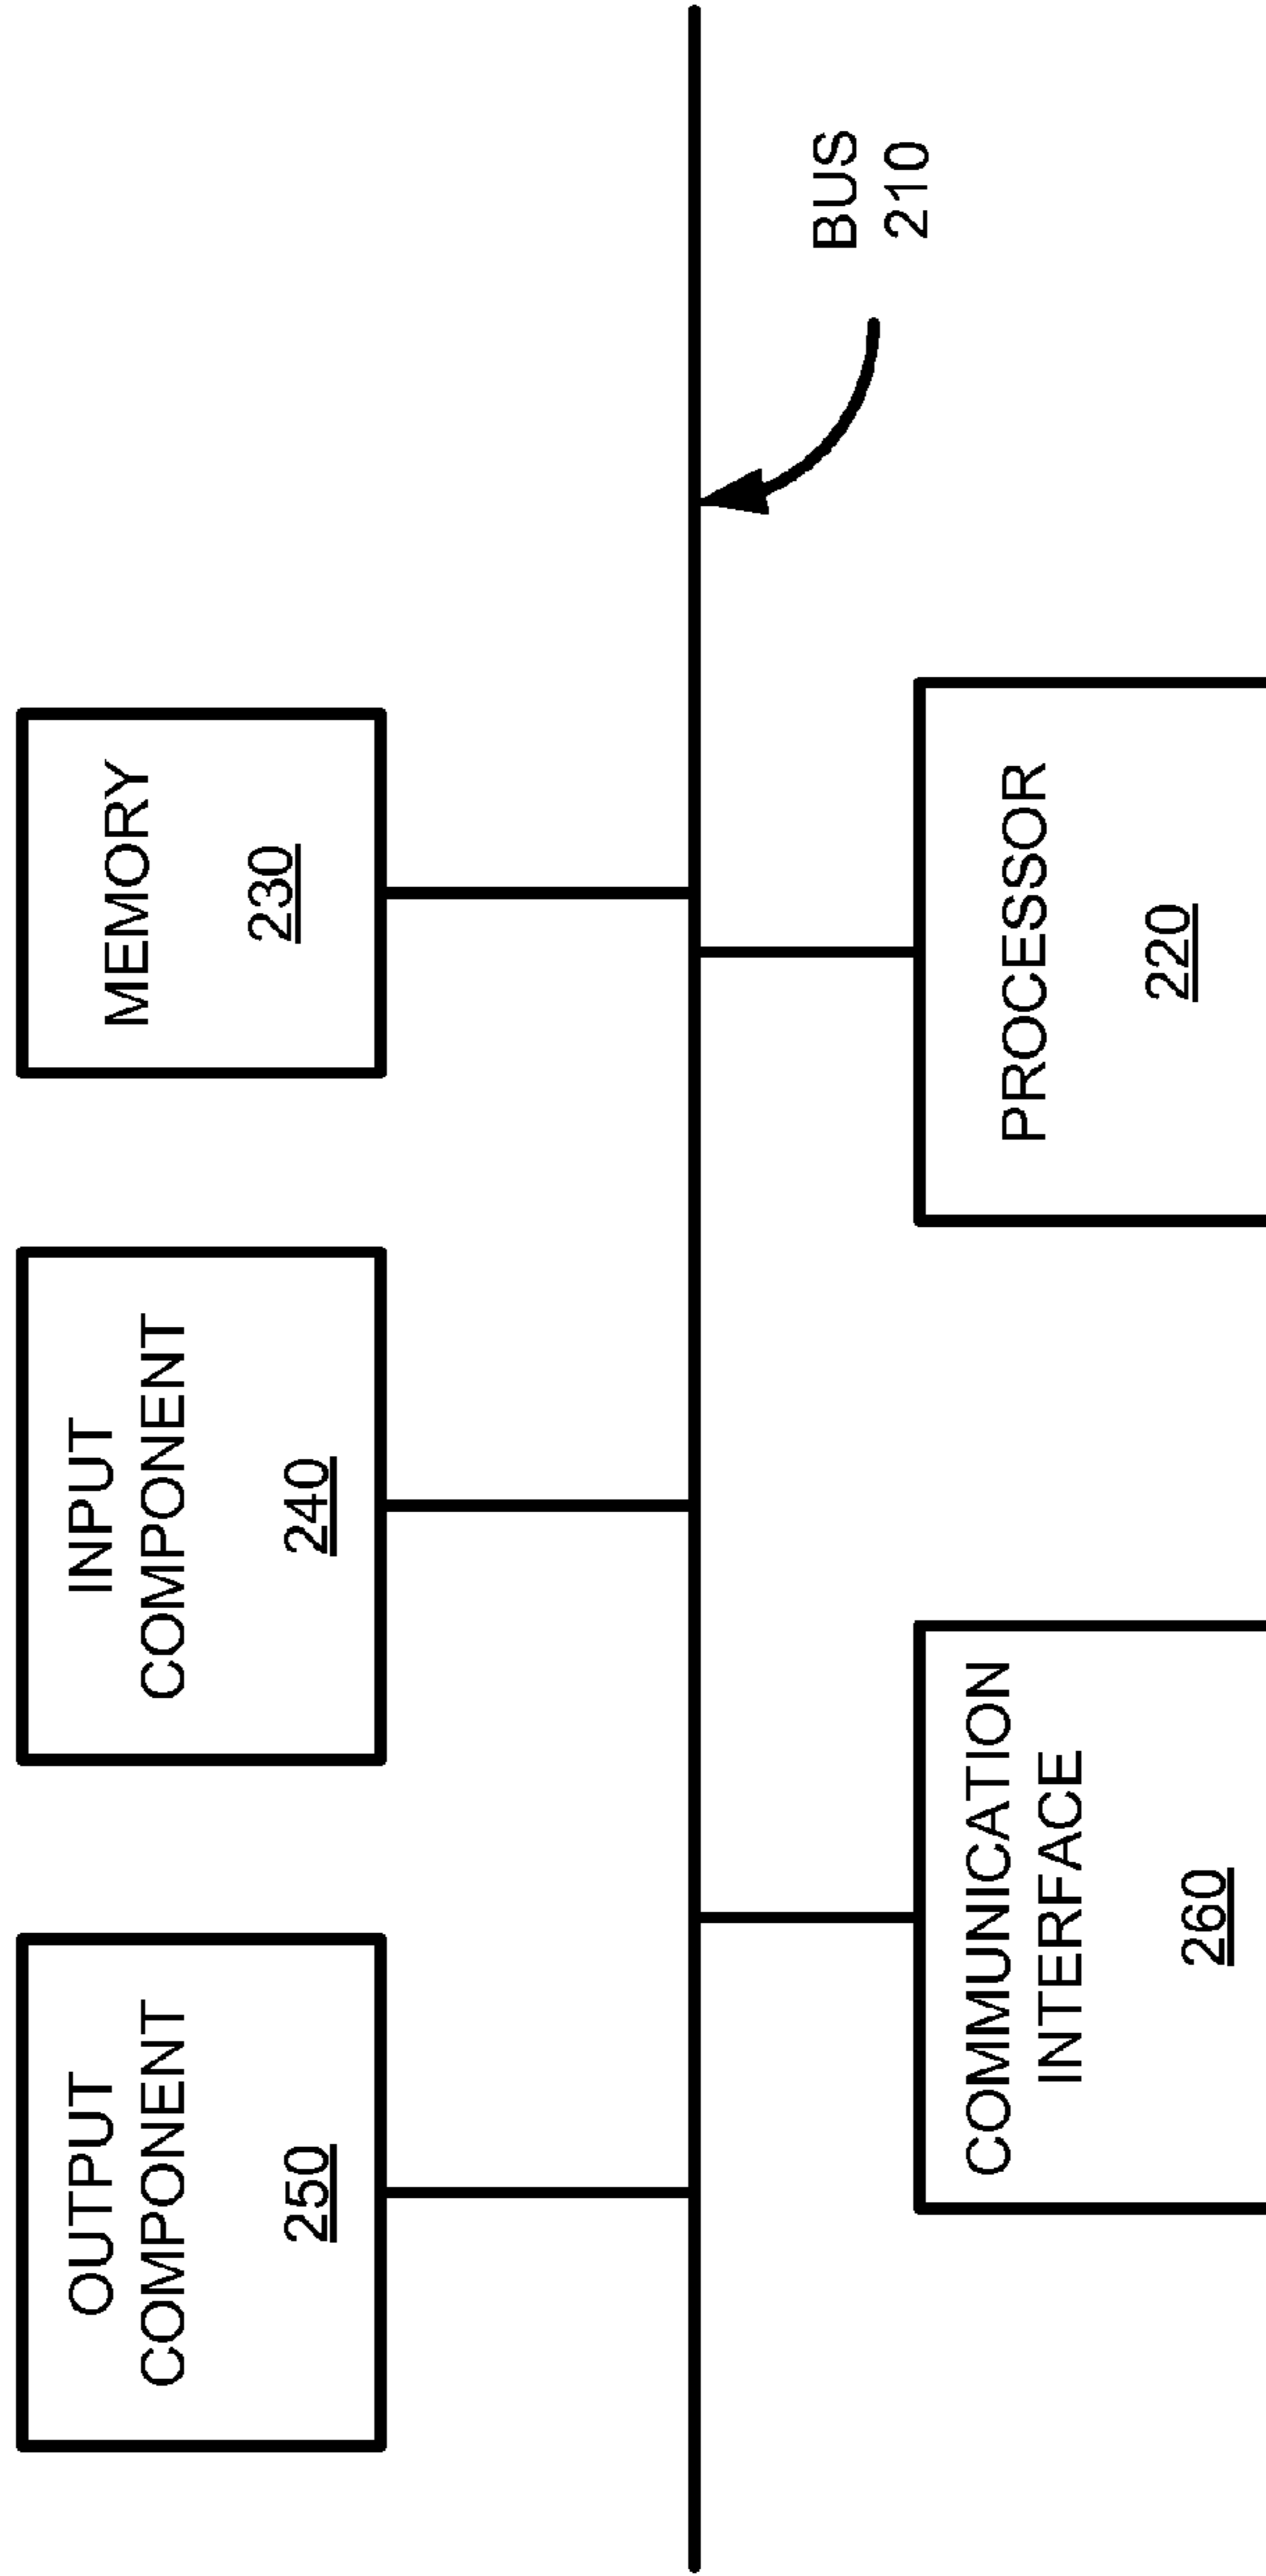 OUTPUT
COMPONENT
250
INPUT
COMPONENT
240
MEMORY
230
BUS
210
COMMUNICATION
INTERFACE
260
PROCESSOR
220